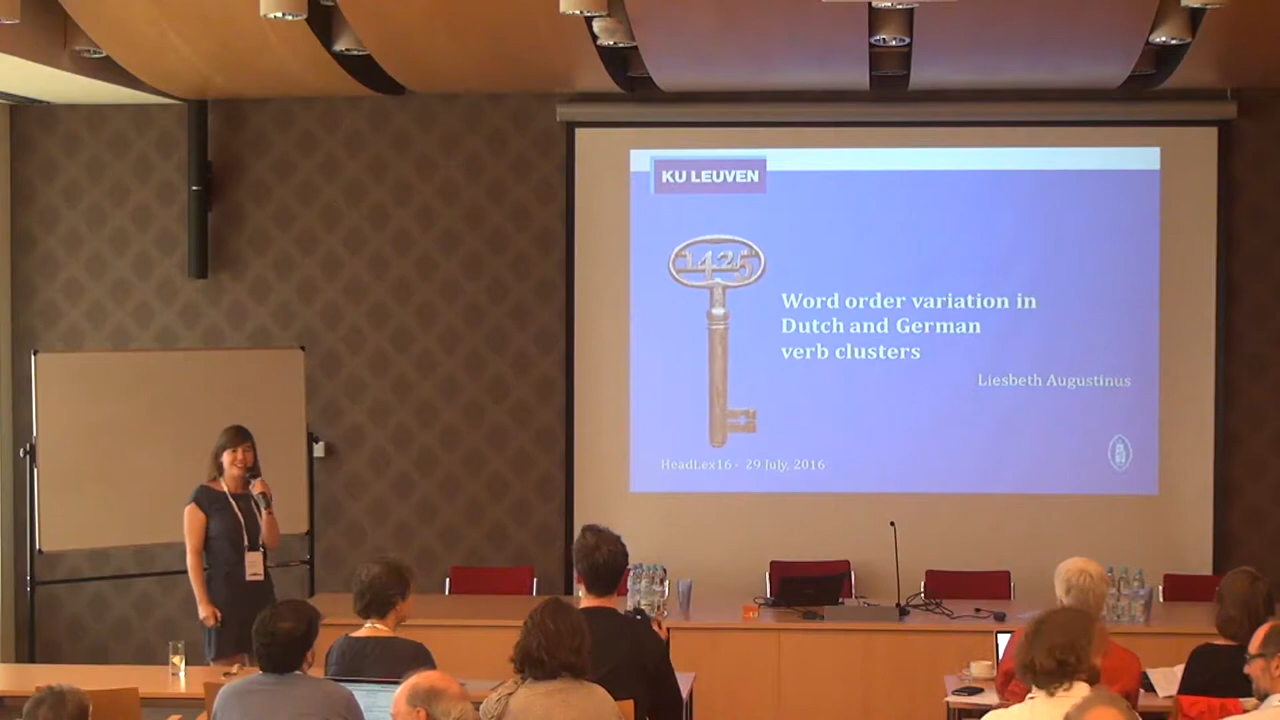 KU LEUVEN
1425
Word order variation in
Dutch and German
verb clusters
Liesbeth Augustinus
HeadLex16 - 29 July, 2016